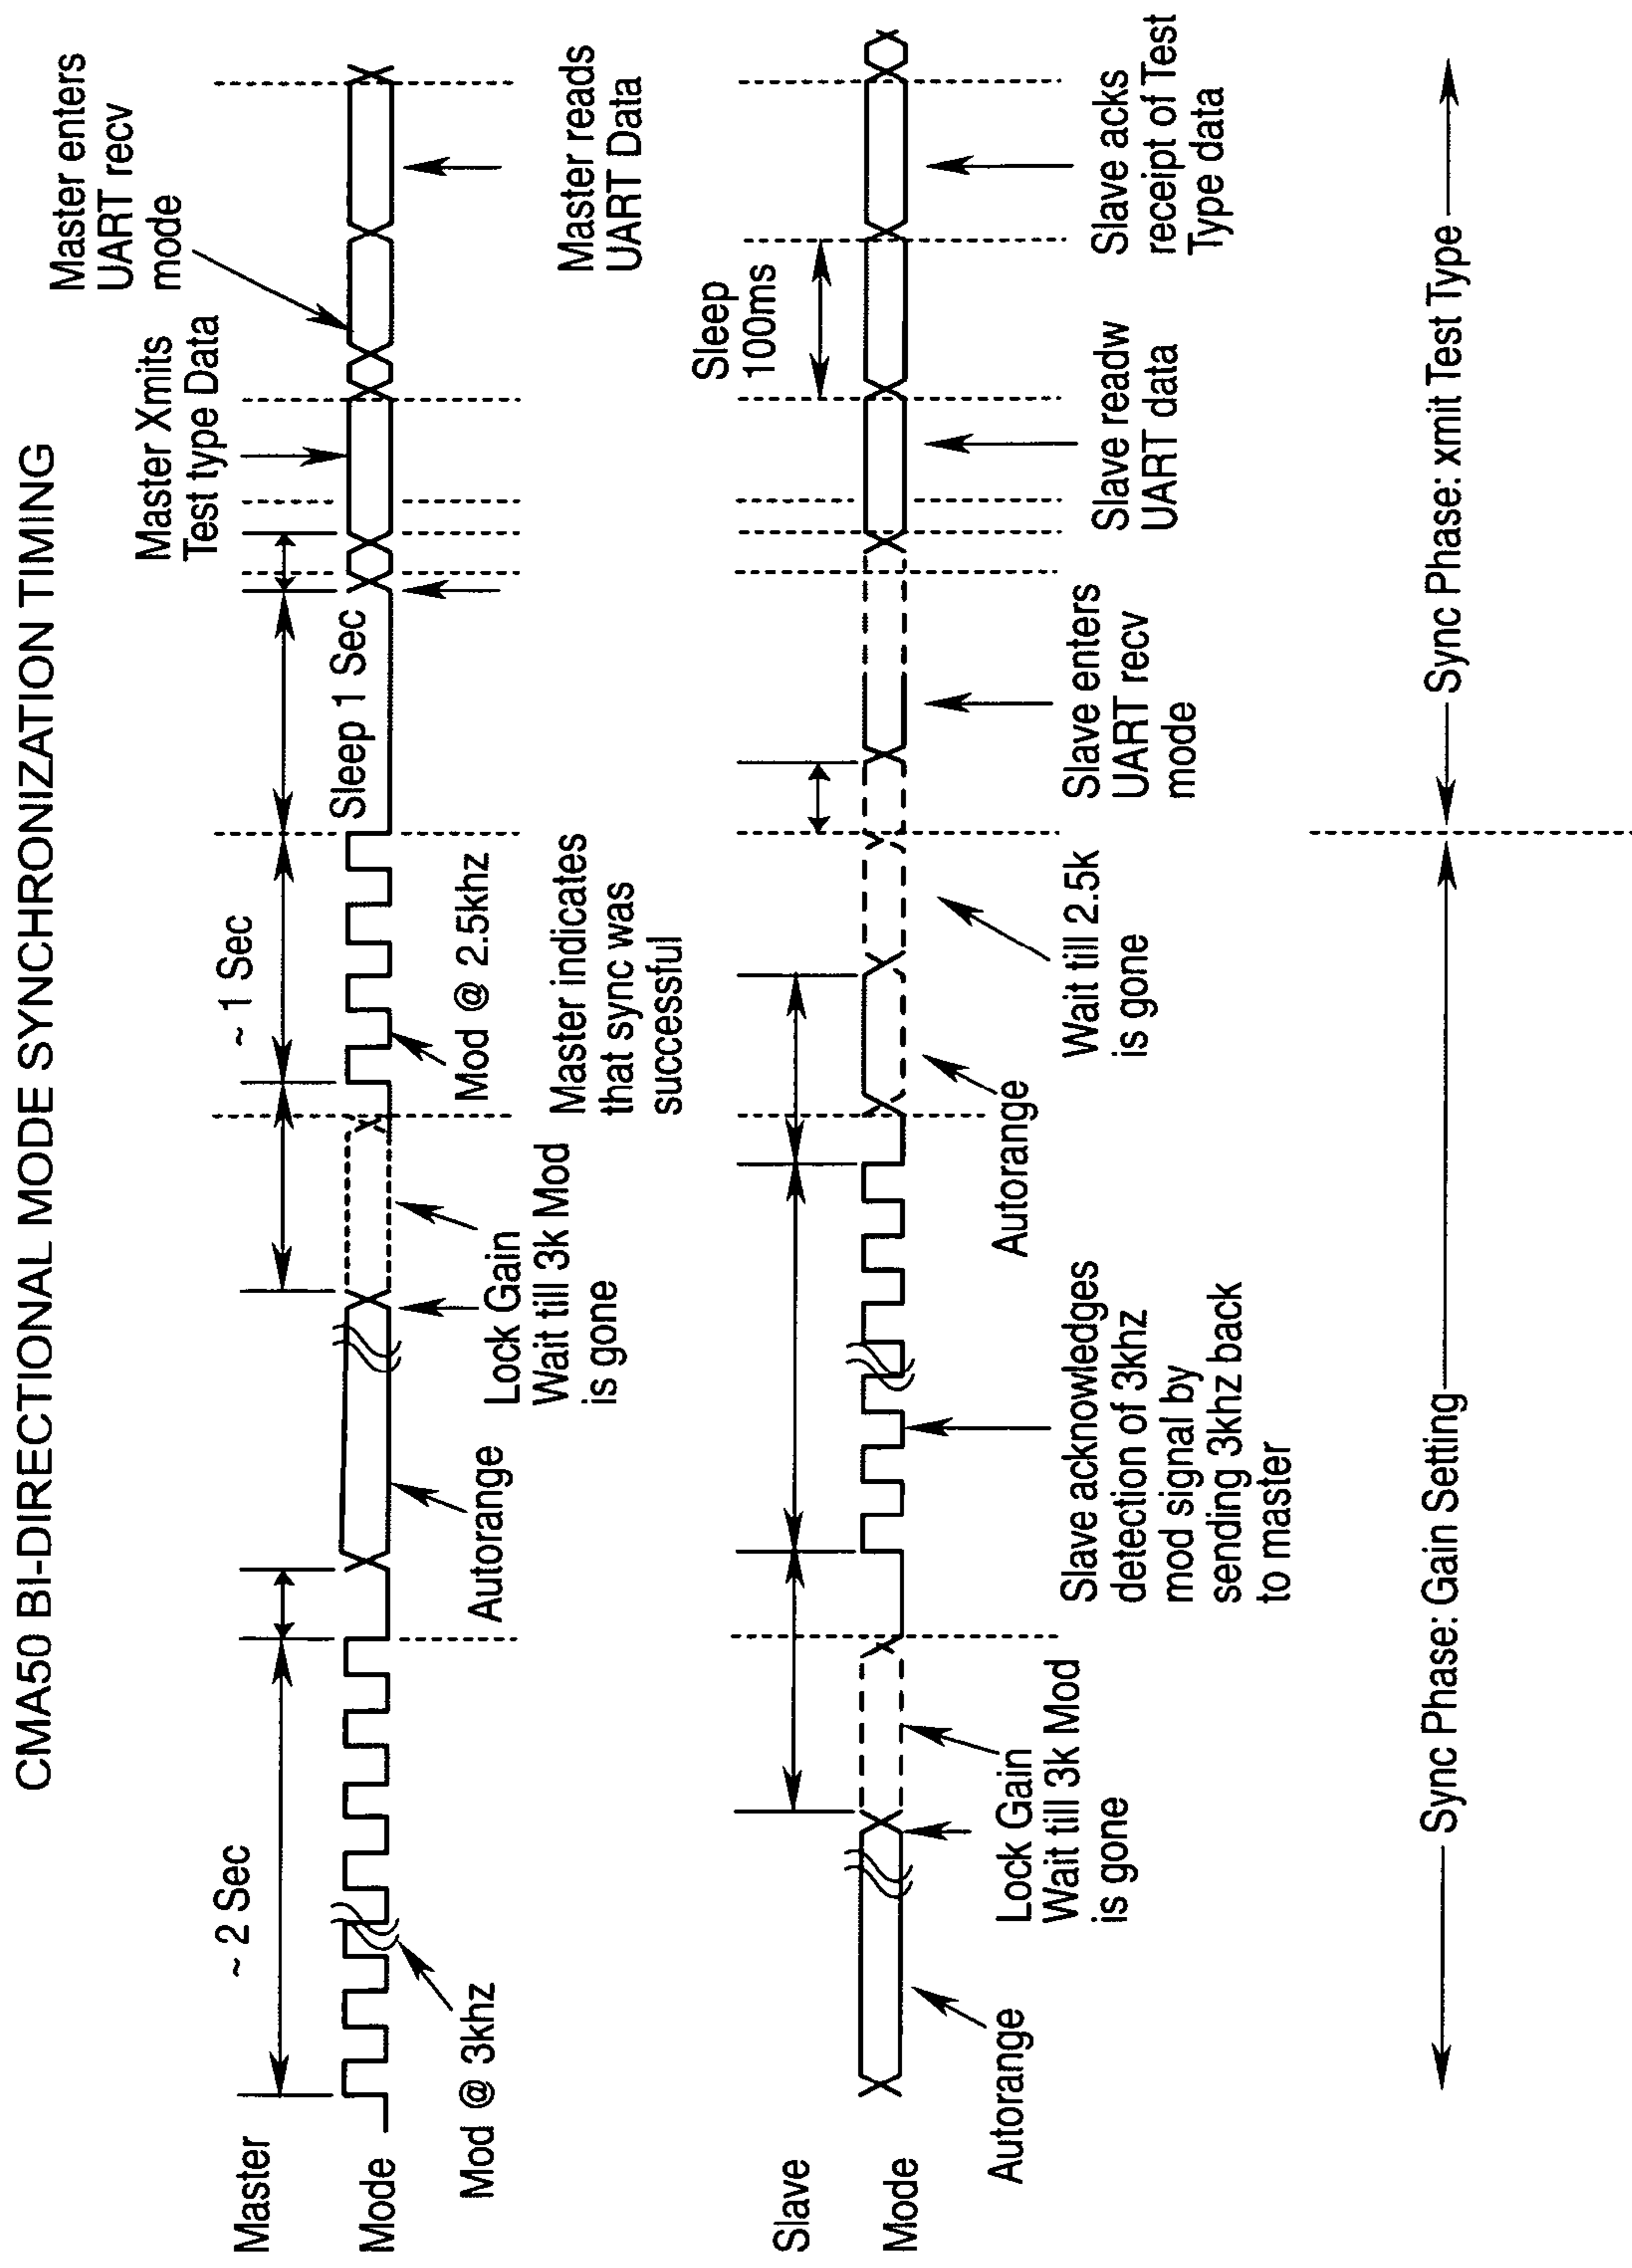 CMA50 BI-DIRECTIONAL MODE SYNCHRONIZATION TIMING
Master
Mode
~ 2 Sec
Mod @ 3khz
Autorange
Lock Gain
Wait till 3k Mod
is gone
~ 1 Sec
Mod @ 2.5khz
Master indicates
that sync was
successful
Sleep 1 Sec
Master Xmits
Test type Data
Master enters
UART recv
mode
Master reads
UART Data
Slave
Mode
Autorange
Lock Gain
Wait till 3k Mod
is gone
Slave acknowledges
detection of 3khz
mod signal by
sending 3khz back
to master
Autorange
Wait till 2.5k
is gone
Slave enters
UART recv
mode
Slave readw
UART data
Sleep
100ms
Slave acks
receipt of Test
Type data
Sync Phase: Gain Setting
Sync Phase: xmit Test Type